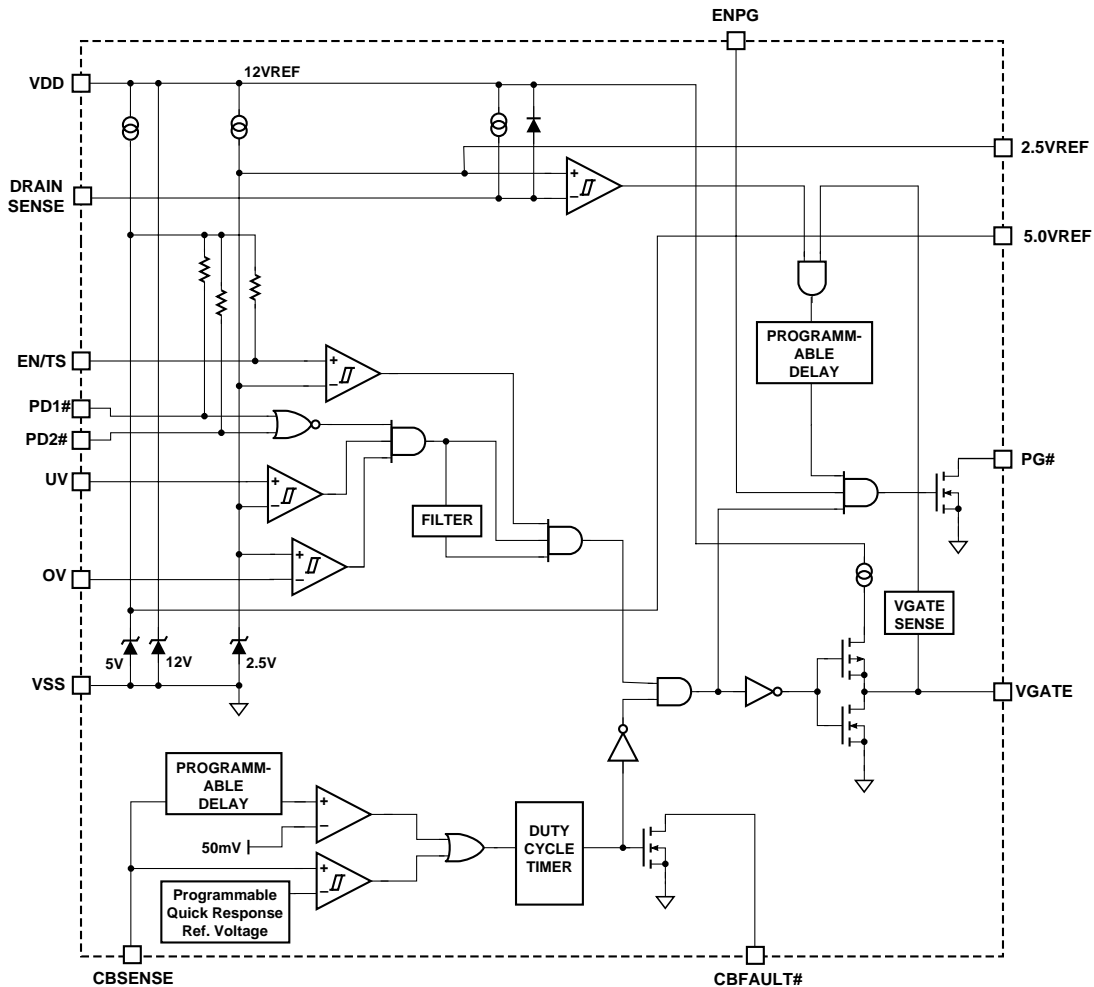 ENPG
VDD
12VREF
2.5VREF
DRAIN
SENSE
+
−
5.0VREF
PROGRAMM-
ABLE
DELAY
EN/TS
+
−
PD1#
PD2#
UV
+
−
PG#
FILTER
OV
+
−
VGATE
SENSE
5V
12V
2.5V
VSS
VGATE
PROGRAMM-
ABLE
DELAY
+
−
50mV
DUTY
CYCLE
TIMER
+
−
Programmable
Quick Response
Ref. Voltage
CBSENSE
CBFAULT#